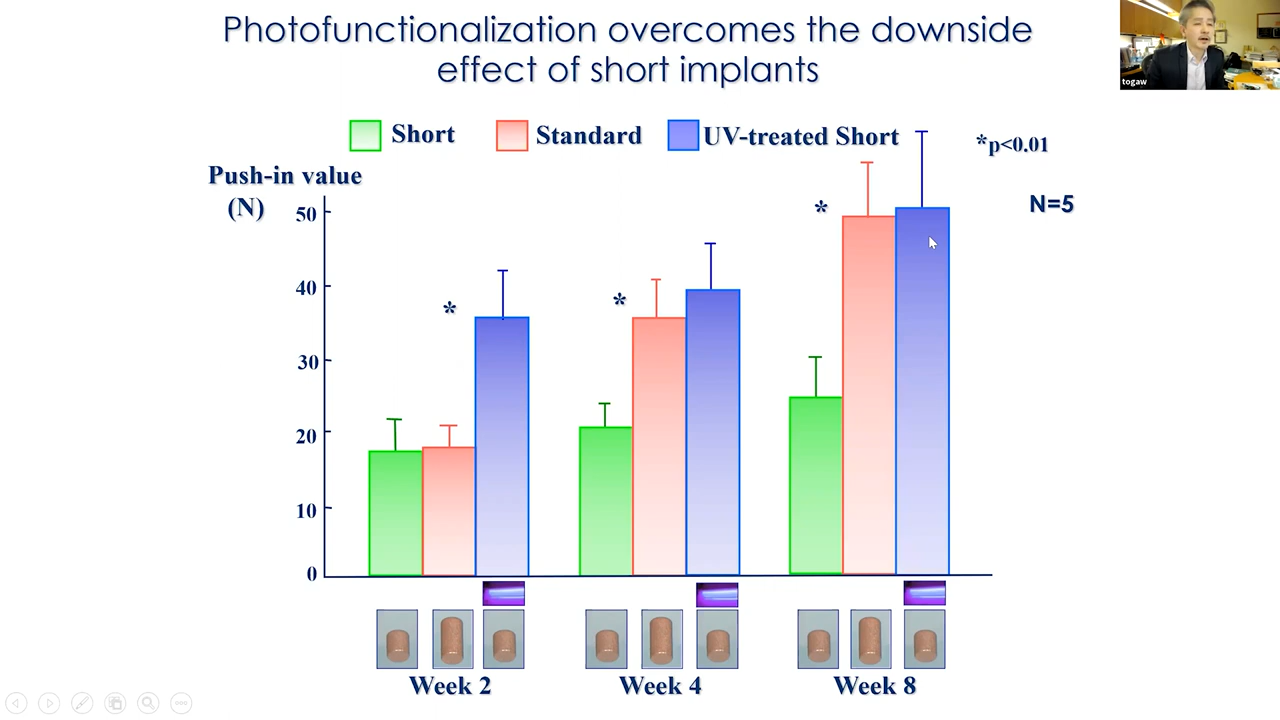 Photofunctionalization overcomes the downside
effect of short implants
togaw
Short
Standard
UV-treated Short
*p<0.01
Push-in value
(N)
N=5
50
40
30
20
10
0
*
*
*
Week 2
Week 4
Week 8